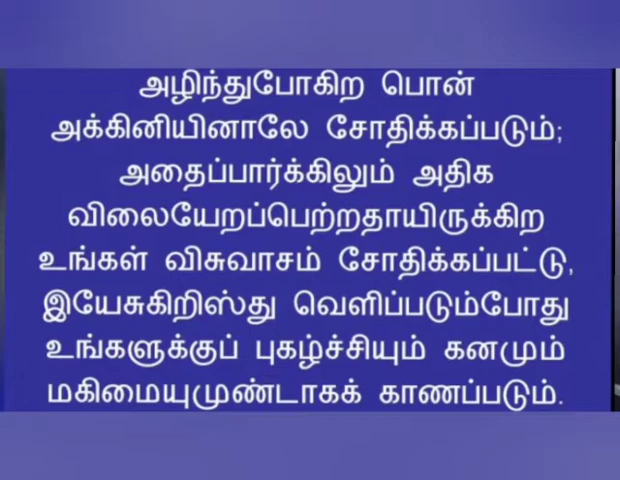 அழிந்துபோகிற பொன்
அக்கினியினாலே சோதிக்கப்படும்;
அதைப்பார்க்கிலும் அதிக
விலையேறப்பெற்றதாயிருக்கிற
உங்கள் விசுவாசம் சோதிக்கப்பட்டு,
இயேசுகிறிஸ்து வெளிப்படும்போது
உங்களுக்குப் புகழ்ச்சியும் கனமும்
மகிமையுமுண்டாகக் காணப்படும்.